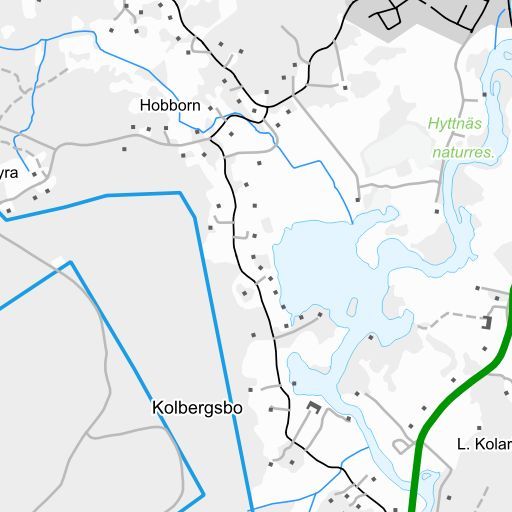 Hobborn
Hyttnäs
naturres.
yra
Kolbergsbo
L. Kolar